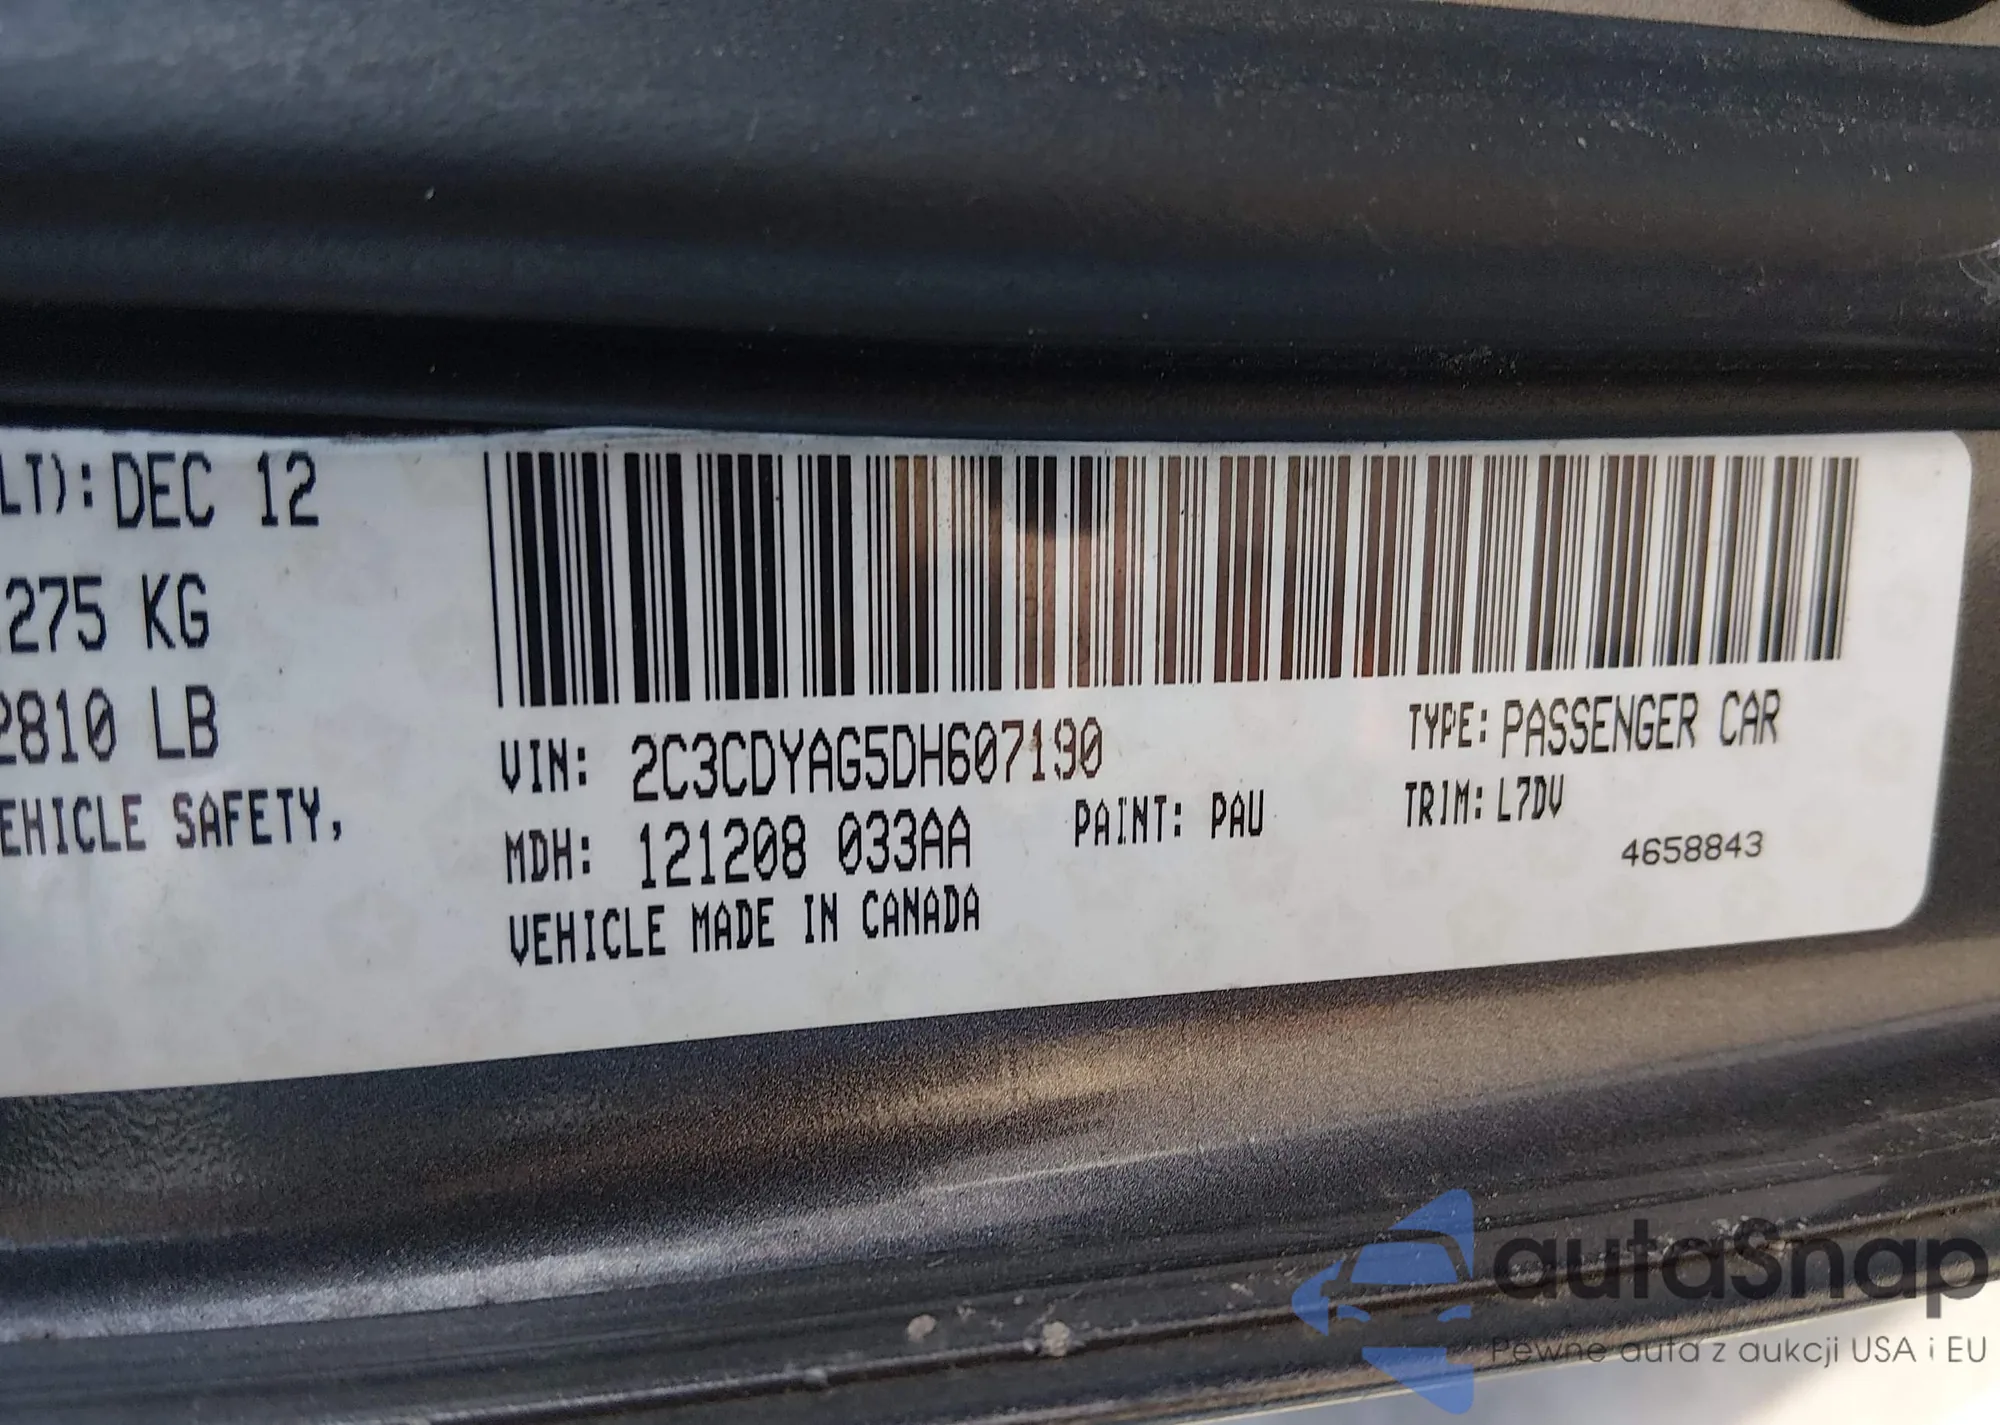 LT): DEC 12
275 KG
2810 LB
EHICLE SAFETY,
VIN: 2C3CDYAG5DH607190
TYPE: PASSENGER CAR
MDH: 121208 033AA
PAINT: PAU
TRIM: L7DV
VEHICLE MADE IN CANADA
4658843
autaSnap
Pewne auta z aukcji USA i EU